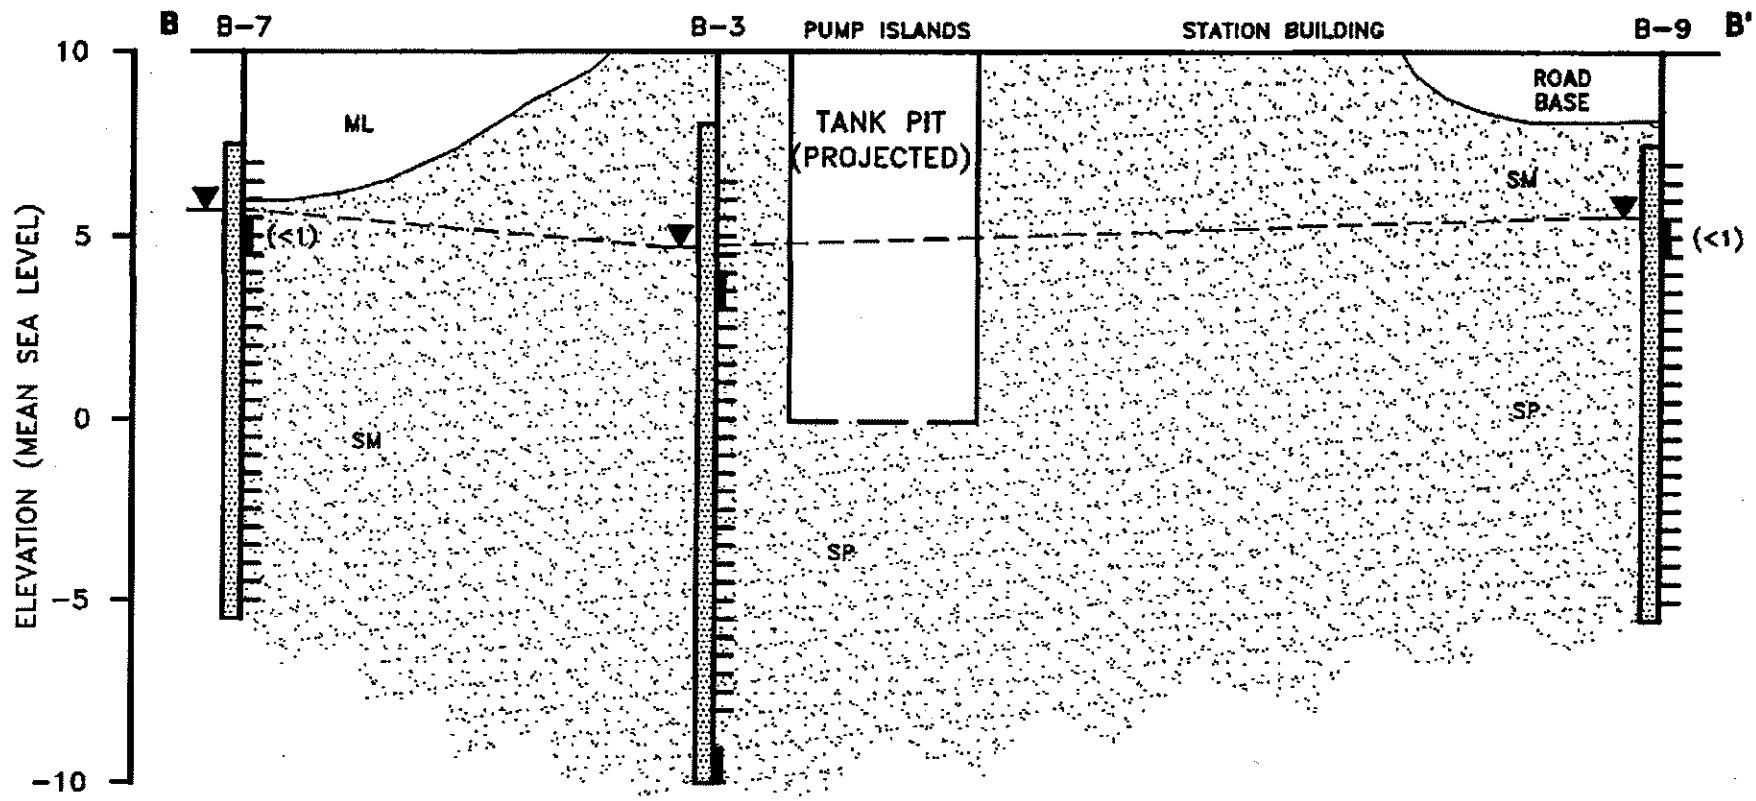 B B-7 B-3 PUMP ISLANDS STATION BUILDING B-9 B'
10
ROAD
BASE
ML
TANK PIT
(PROJECTED)
SM
5
(<1)
(<1)
ELEVATION (MEAN SEA LEVEL)
0
SP
SM
SP
-5
-10